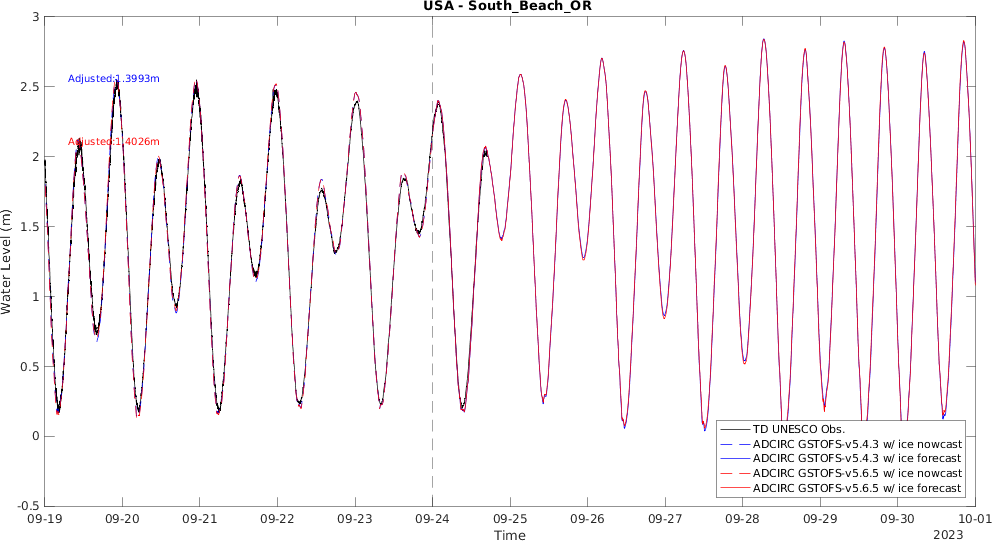 USA - South_Beach_OR
Water Level (m)
3
2.5
2
1.5
1
0.5
0
-0.5
Adjusted:1.3993m
Adjusted:1.4026m
TD UNESCO Obs.
ADCIRC GSTOFS-v5.4.3 w/ ice nowcast
ADCIRC GSTOFS-v5.4.3 w/ ice forecast
ADCIRC GSTOFS-v5.6.5 w/ ice nowcast
ADCIRC GSTOFS-v5.6.5 w/ ice forecast
09-19 09-20 09-21 09-22 09-23 09-24 09-25 09-26 09-27 09-28 09-29 09-30 10-01
Time
2023